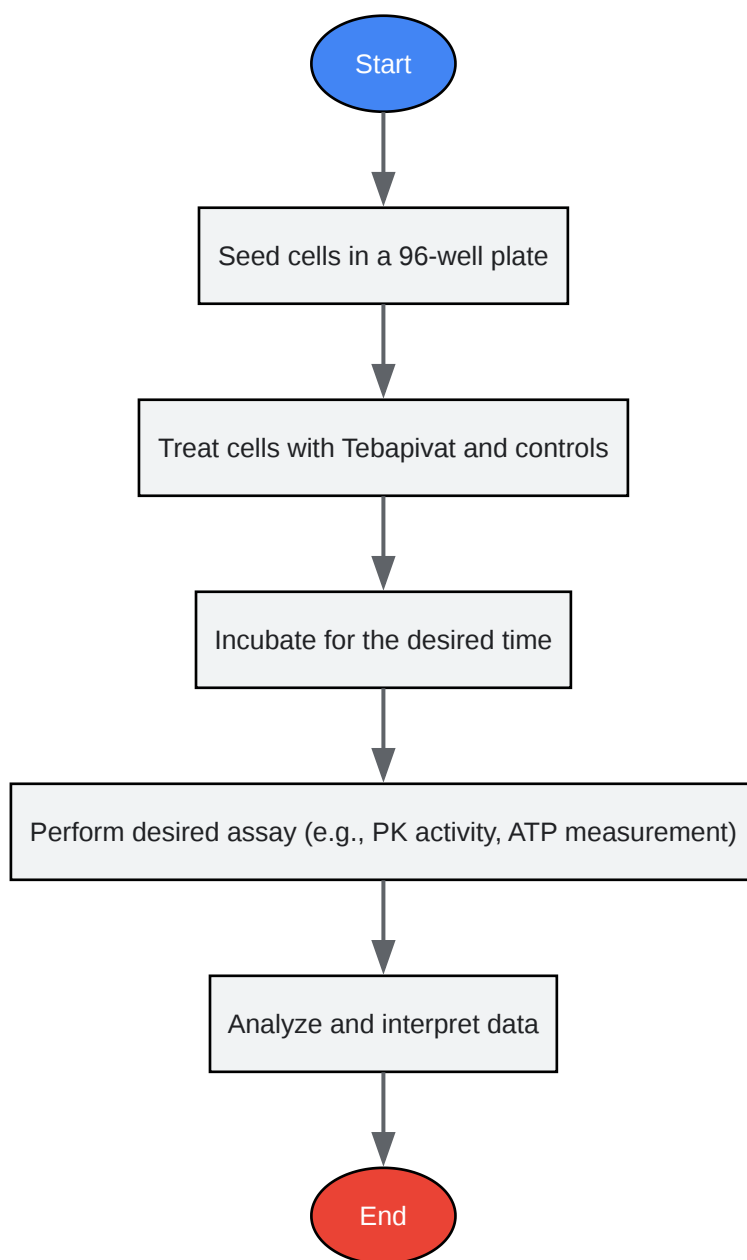 Start
Seed cells in a 96-well plate
Treat cells with Tebapivat and controls
Incubate for the desired time
Perform desired assay (e.g., PK activity, ATP measurement)
Analyze and interpret data
End